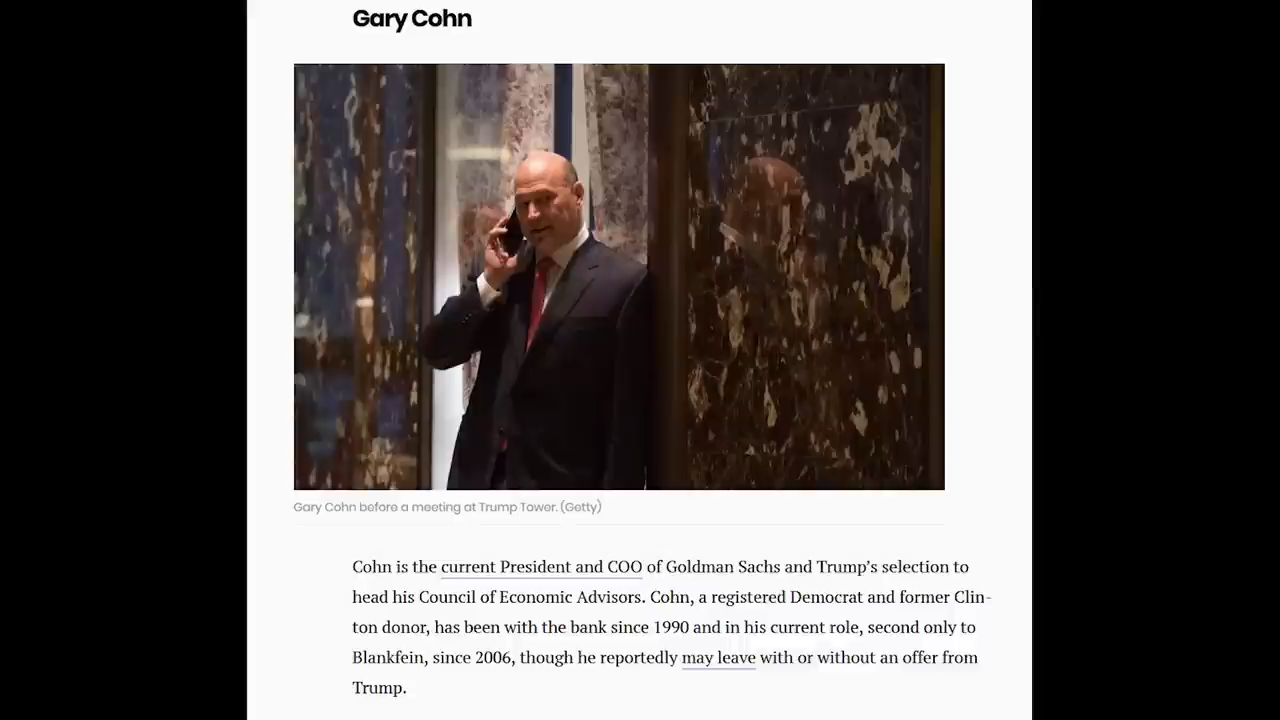 Gary Cohn
Gary Cohn before a meeting at Trump Tower. (Getty)
Cohn is the current President and COO of Goldman Sachs and Trump’s selection to
head his Council of Economic Advisors. Cohn, a registered Democrat and former Clin-
ton donor, has been with the bank since 1990 and in his current role, second only to
Blankfein, since 2006, though he reportedly may leave with or without an offer from
Trump.